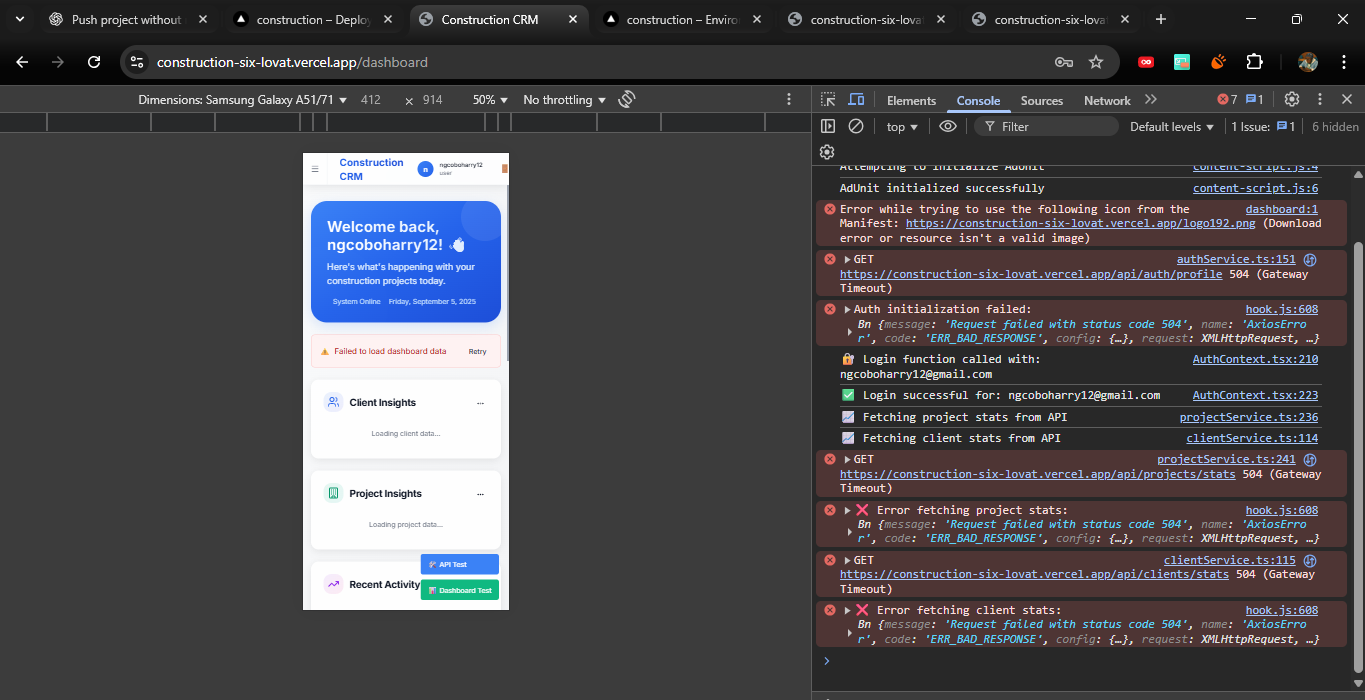 Push project without
construction – Deplo
Construction CRM
construction – Enviro
construction-six-lova
construction-six-lova
construction-six-lovat.vercel.app/dashboard
Dimensions: Samsung Galaxy A51/71 ▼ 412 × 914 50% ▼ No throttling ▼
Elements Console Sources Network 7 1
top ▼ Filter Default levels ▼ 1 Issue: 1 6 hidden
Construction
CRM
n
ngcoboharry12
user
Welcome back,
ngcoboharry12! 👋
Here's what's happening with your
construction projects today.
System Online Friday, September 5, 2025
⚠️ Failed to load dashboard data Retry
Client Insights ...
Loading client data...
Project Insights ...
Loading project data...
Recent Activity
API Test
Dashboard Test
Attempting to initialize AdUnit content-script.js:4
AdUnit initialized successfully content-script.js:6
Error while trying to use the following icon from the dashboard:1
Manifest: https://construction-six-lovat.vercel.app/logo192.png (Download
error or resource isn't a valid image)
▶ GET authService.ts:151
https://construction-six-lovat.vercel.app/api/auth/profile 504 (Gateway
Timeout)
▶ Auth initialization failed: hook.js:608
Bn {message: 'Request failed with status code 504', name: 'AxiosErro
r', code: 'ERR_BAD_RESPONSE', config: {…}, request: XMLHttpRequest, …}
🔐 Login function called with: AuthContext.tsx:210
ngcoboharry12@gmail.com
✅ Login successful for: ngcoboharry12@gmail.com AuthContext.tsx:223
📈 Fetching project stats from API projectService.ts:236
📈 Fetching client stats from API clientService.ts:114
▶ GET projectService.ts:241
https://construction-six-lovat.vercel.app/api/projects/stats 504 (Gateway
Timeout)
▶ ❌ Error fetching project stats: hook.js:608
Bn {message: 'Request failed with status code 504', name: 'AxiosErro
r', code: 'ERR_BAD_RESPONSE', config: {…}, request: XMLHttpRequest, …}
▶ GET clientService.ts:115
https://construction-six-lovat.vercel.app/api/clients/stats 504 (Gateway
Timeout)
▶ ❌ Error fetching client stats: hook.js:608
Bn {message: 'Request failed with status code 504', name: 'AxiosErro
r', code: 'ERR_BAD_RESPONSE', config: {…}, request: XMLHttpRequest, …}